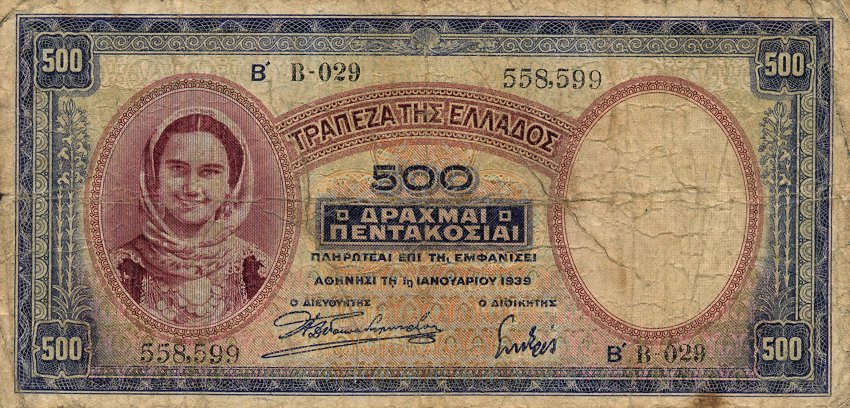 500 500
Β΄ Β-029 558,599
ΤΡΑΠΕΖΑ ΤΗΣ ΕΛΛΑΔΟΣ
500
ΔΡΑΧΜΑΙ
ΠΕΝΤΑΚΟΣΙΑΙ
ΠΛΗΡΩΤΕΑΙ ΕΠΙ ΤΗι ΕΜΦΑΝΙΣΕΙ
ΑΘΗΝΗΣΙ ΤΗ 1η ΙΑΝΟΥΑΡΙΟΥ 1939
Ο ΔΙΕΥΘΥΝΤΗΣ Ο ΔΙΟΙΚΗΤΗΣ
558,599 Β΄ Β-029
500 500